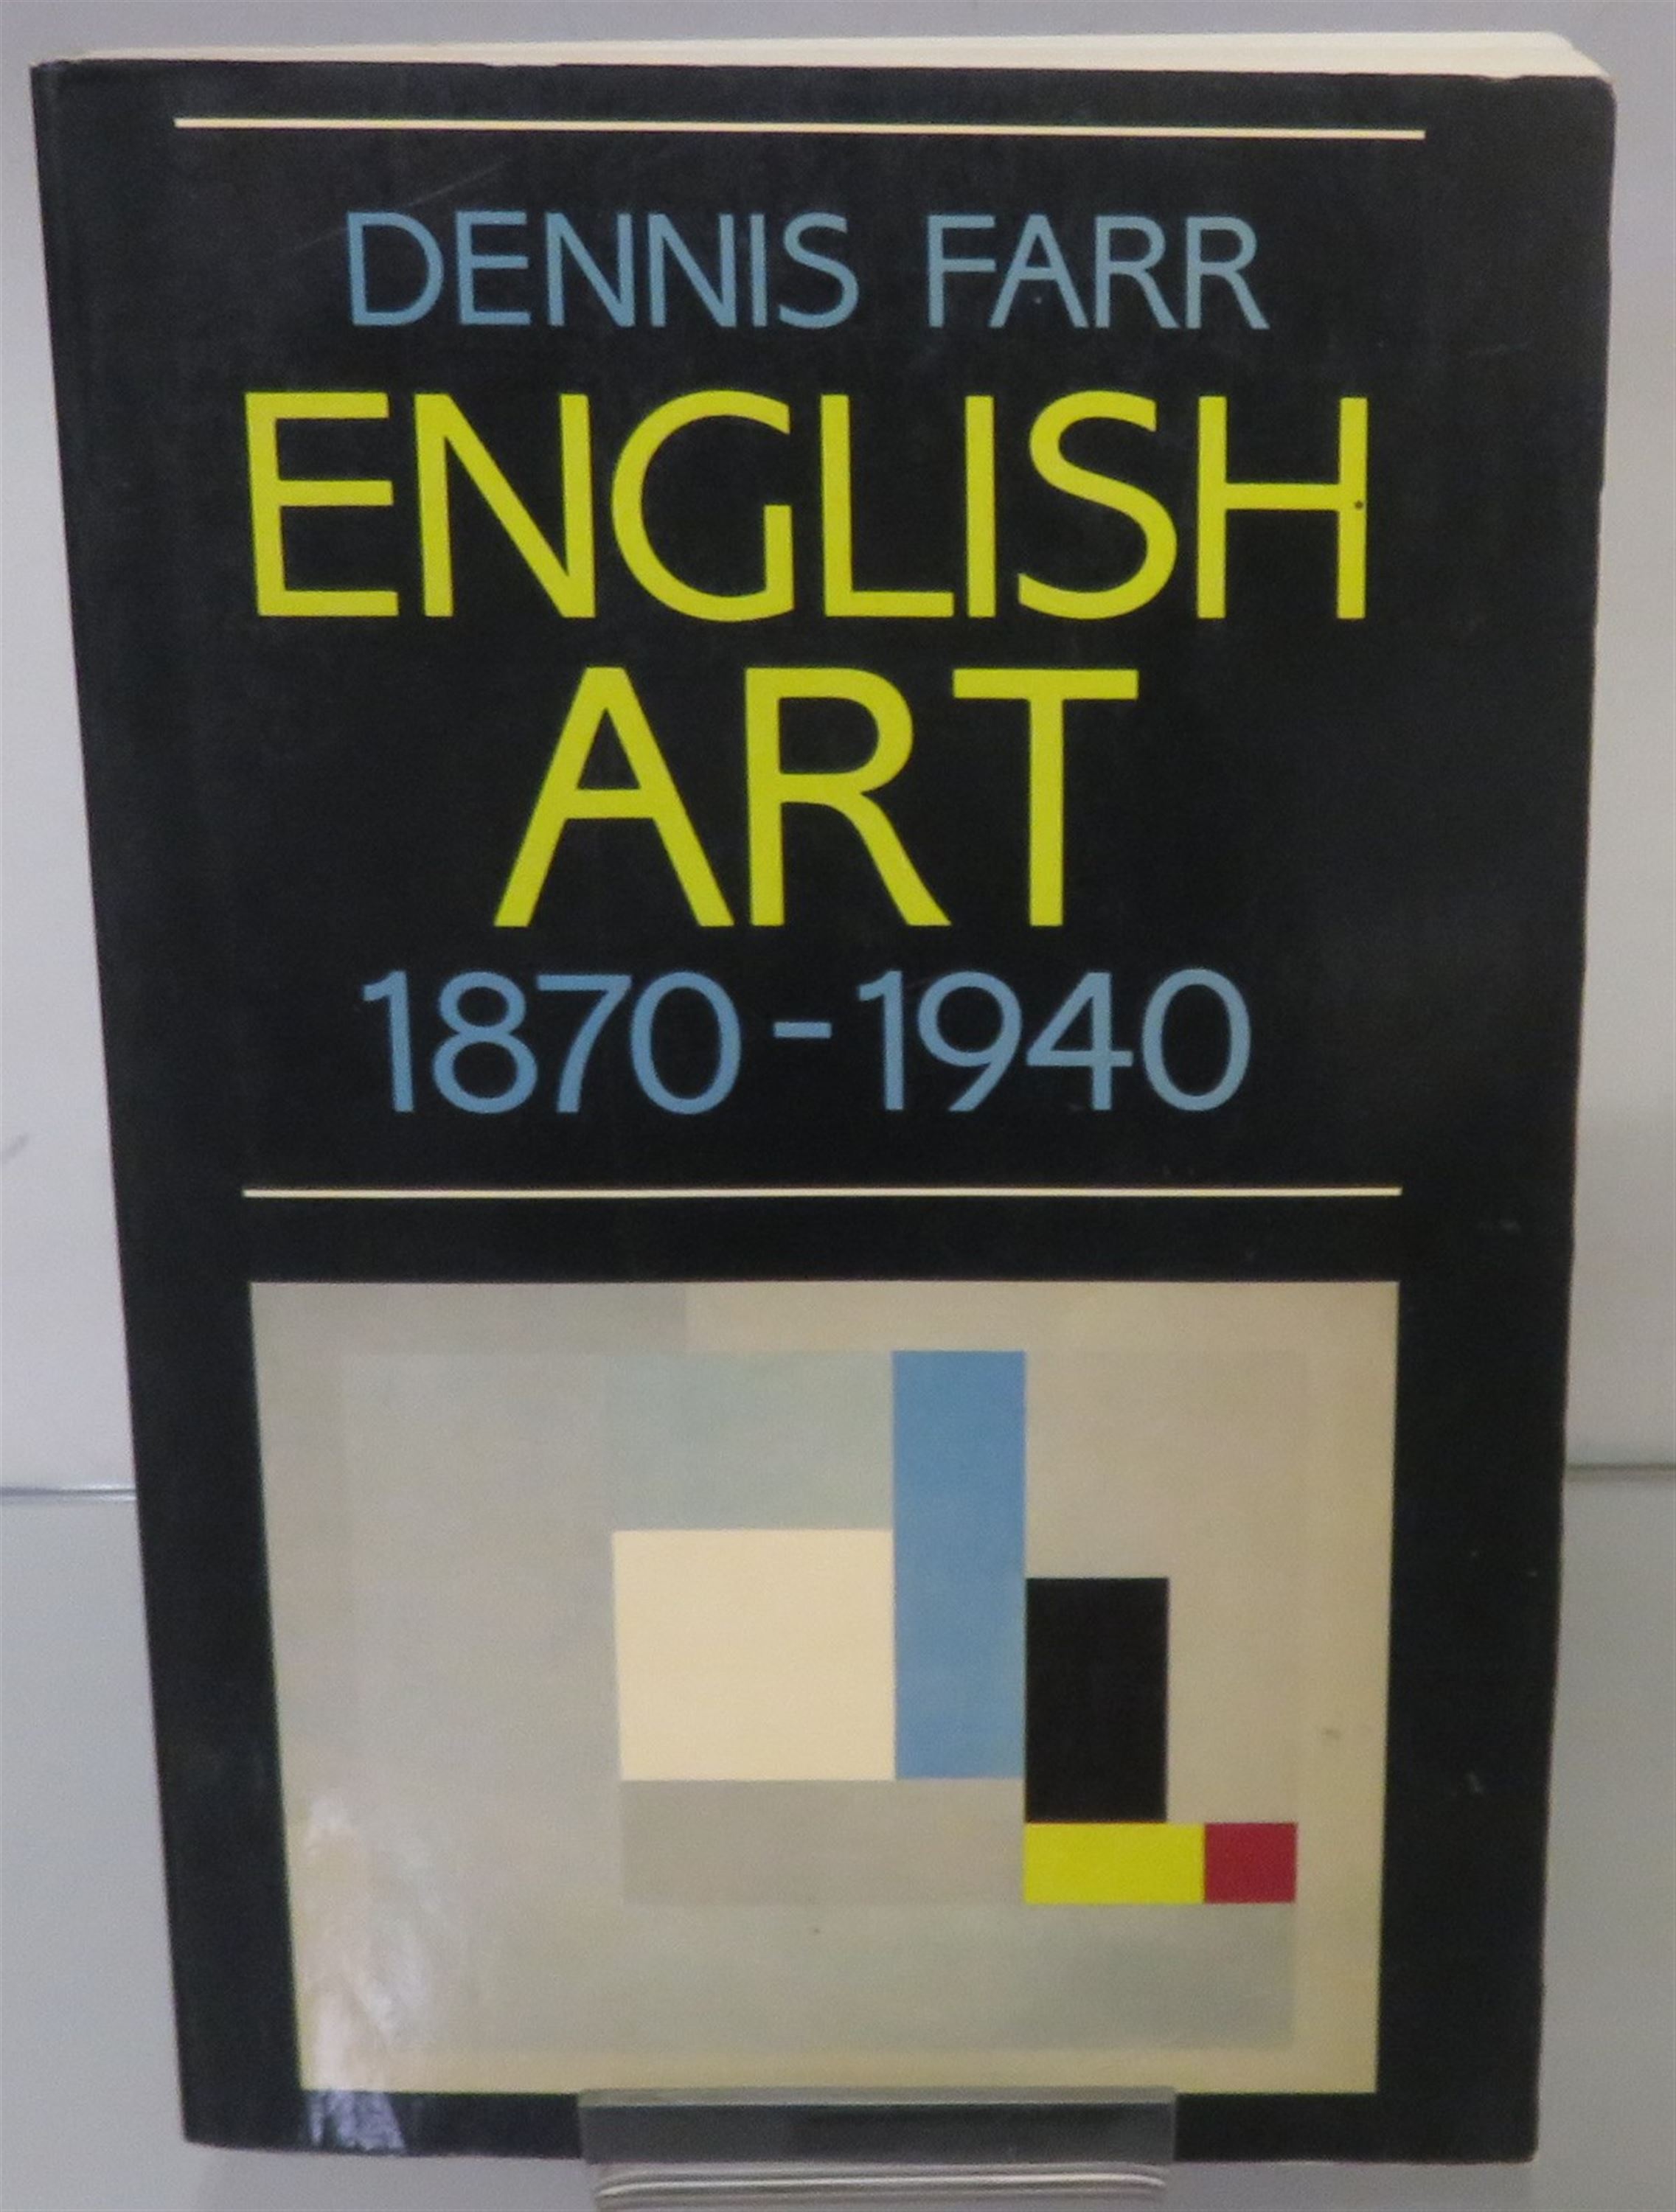 DENNIS FARR
ENGLISH
ART
1870-1940